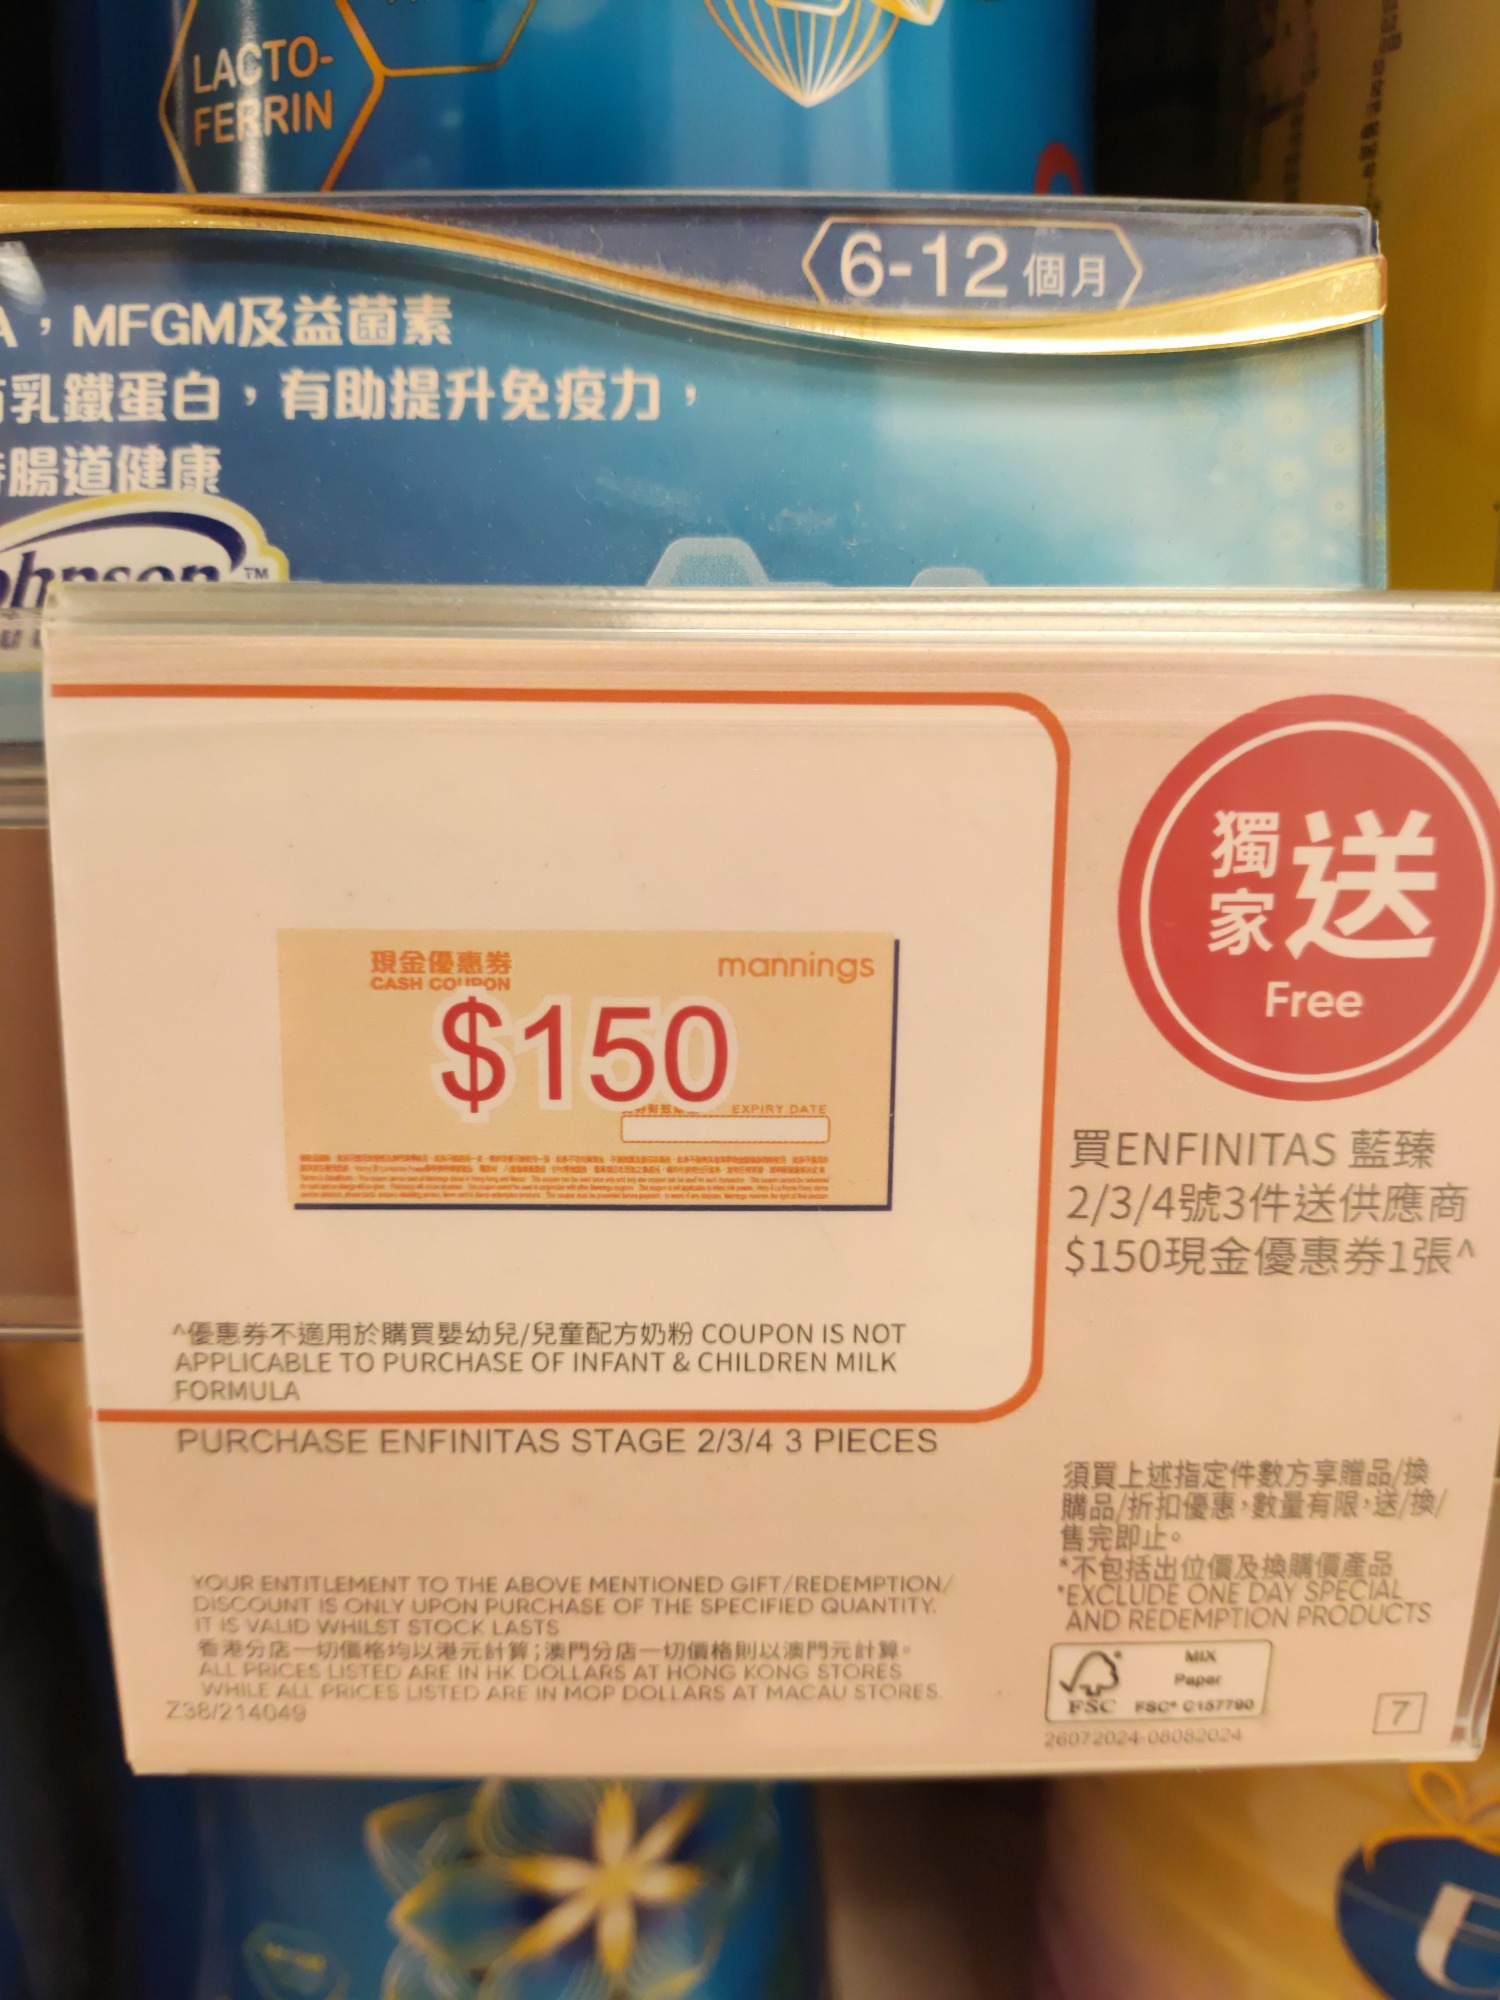 LACTO-
FERRIN
6-12個月
，MFGM及益菌素
乳鐵蛋白，有助提升免疫力，
腸道健康
TM
獨家送
Free
現金優惠券
mannings
CASH COUPON
$150
EXPIRY DATE
買ENFINITAS 藍臻
2/3/4號3件送供應商
$150現金優惠券1張^
^優惠券不適用於購買嬰幼兒/兒童配方奶粉 COUPON IS NOT
APPLICABLE TO PURCHASE OF INFANT & CHILDREN MILK
FORMULA
PURCHASE ENFINITAS STAGE 2/3/4 3 PIECES
須買上述指定件數方享贈品/換
購品/折扣優惠，數量有限，送/換/
售完即止。
*不包括出位價及換購價產品
*EXCLUDE ONE DAY SPECIAL
AND REDEMPTION PRODUCTS
YOUR ENTITLEMENT TO THE ABOVE MENTIONED GIFT/REDEMPTION/
DISCOUNT IS ONLY UPON PURCHASE OF THE SPECIFIED QUANTITY.
IT IS VALID WHILST STOCK LASTS
香港分店一切價格均以港元計算；澳門分店一切價格則以澳門元計算。
ALL PRICES LISTED ARE IN HK DOLLARS AT HONG KONG STORES
WHILE ALL PRICES LISTED ARE IN MOP DOLLARS AT MACAU STORES.
Z38/214049
MIX
Paper
FSC
FSC® C157790
26072024-08082024
7